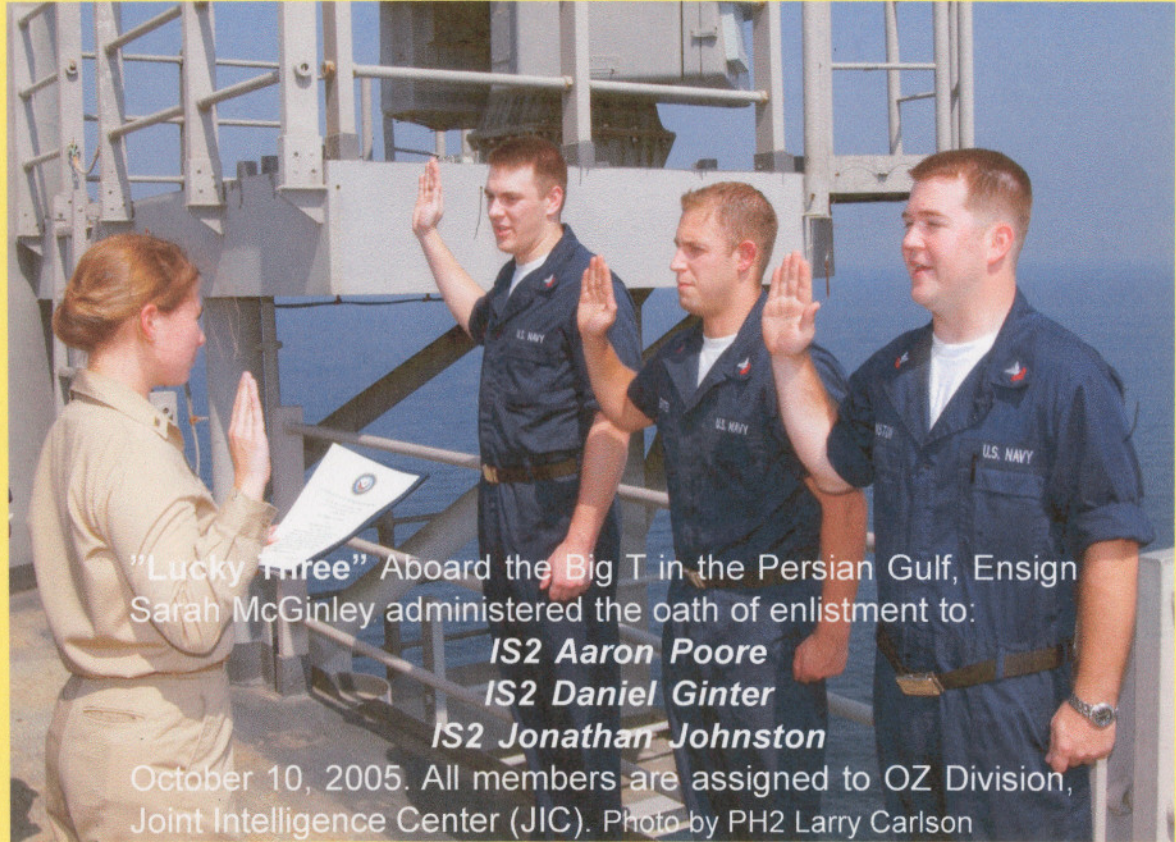 "Lucky Three" Aboard the Big T in the Persian Gulf, Ensign
Sarah McGinley administered the oath of enlistment to:
IS2 Aaron Poore
IS2 Daniel Ginter
IS2 Jonathan Johnston
October 10, 2005. All members are assigned to OZ Division,
Joint Intelligence Center (JIC). Photo by PH2 Larry Carlson
U.S. NAVY
U.S. NAVY
U.S. NAVY